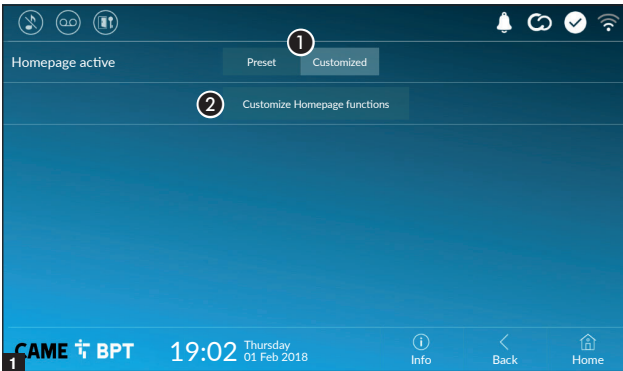 1
Homepage active Preset Customized
2 Customize Homepage functions
CAME BPT 19:02 Thursday 01 Feb 2018 Info Back Home
1